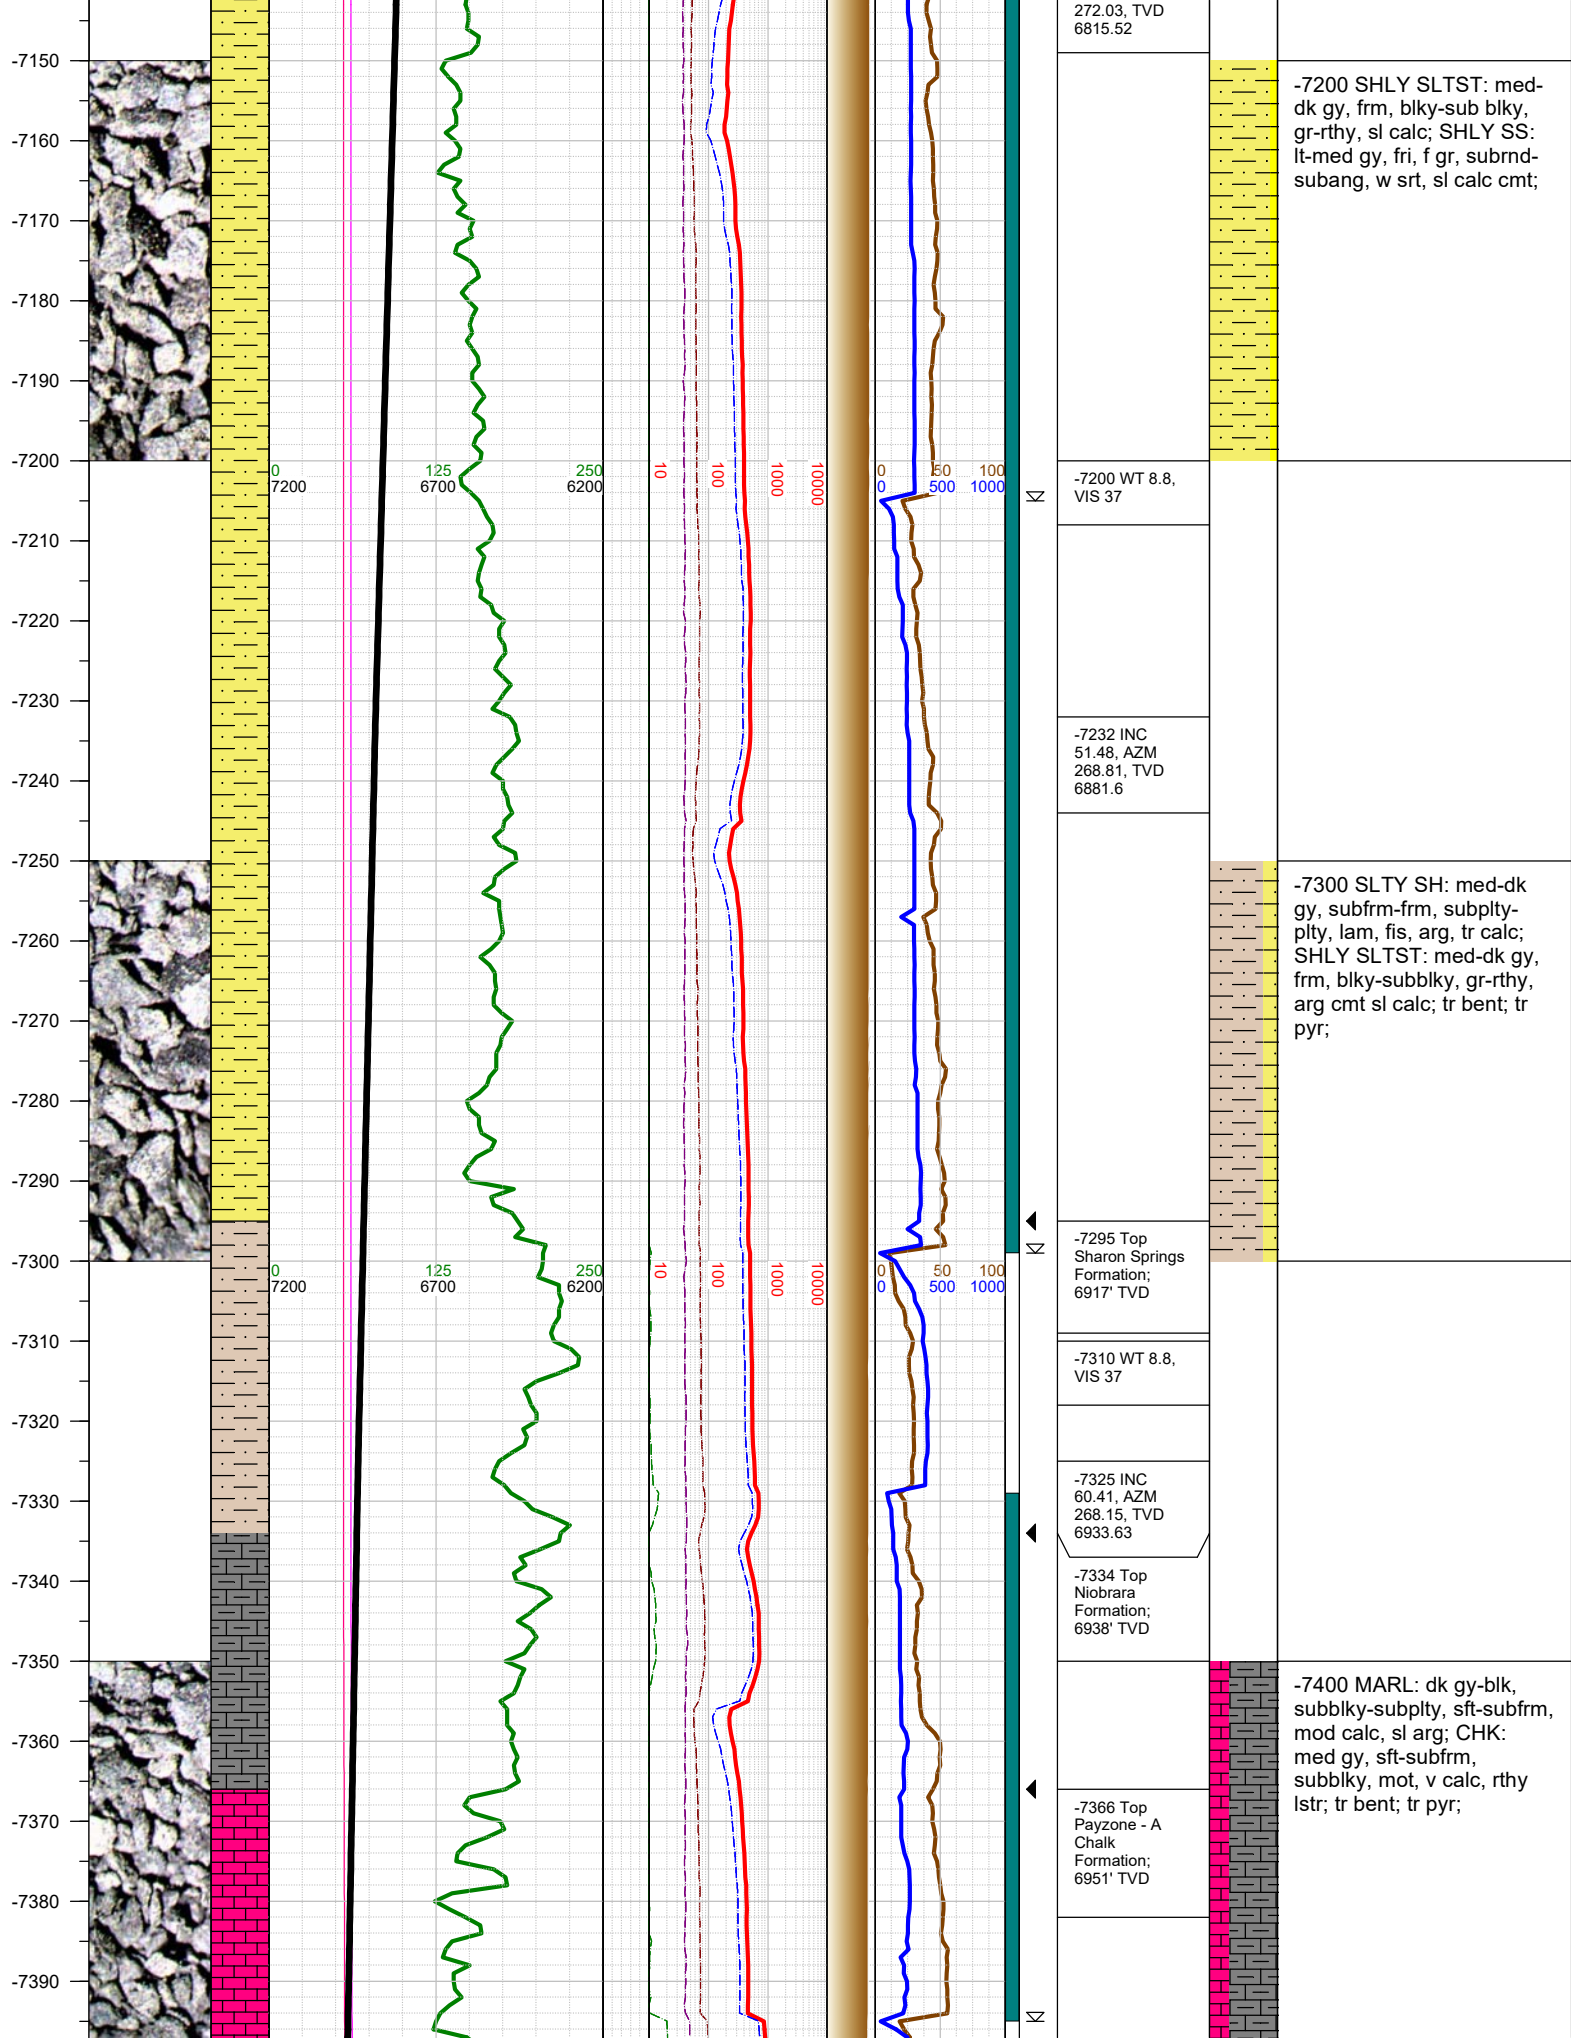 272.03, TVD
6815.52
-7150
-7160
-7170
-7180
-7190
-7200
-7210
-7220
-7230
-7240
-7250
-7260
-7270
-7280
-7290
-7300
-7310
-7320
-7330
-7340
-7350
-7360
-7370
-7380
-7390
0 125 250
7200 6700 6200
10 100 1000 10000
0 50 100
0 500 1000
0 125 250
7200 6700 6200
10 100 1000 10000
0 50 100
0 500 1000
-7200 WT 8.8,
VIS 37
-7232 INC
51.48, AZM
268.81, TVD
6881.6
-7295 Top
Sharon Springs
Formation;
6917' TVD
-7310 WT 8.8,
VIS 37
-7325 INC
60.41, AZM
268.15, TVD
6933.63
-7334 Top
Niobrara
Formation;
6938' TVD
-7366 Top
Payzone - A
Chalk
Formation;
6951' TVD
-7200 SHLY SLTST: med-
dk gy, frm, blky-sub blky,
gr-rthy, sl calc; SHLY SS:
lt-med gy, fri, f gr, subrnd-
subang, w srt, sl calc cmt;
-7300 SLTY SH: med-dk
gy, subfrm-frm, subplty-
plty, lam, fis, arg, tr calc;
SHLY SLTST: med-dk gy,
frm, blky-subblky, gr-rthy,
arg cmt sl calc; tr bent; tr
pyr;
-7400 MARL: dk gy-blk,
subblky-subplty, sft-subfrm,
mod calc, sl arg; CHK:
med gy, sft-subfrm,
subblky, mot, v calc, rthy
lstr; tr bent; tr pyr;